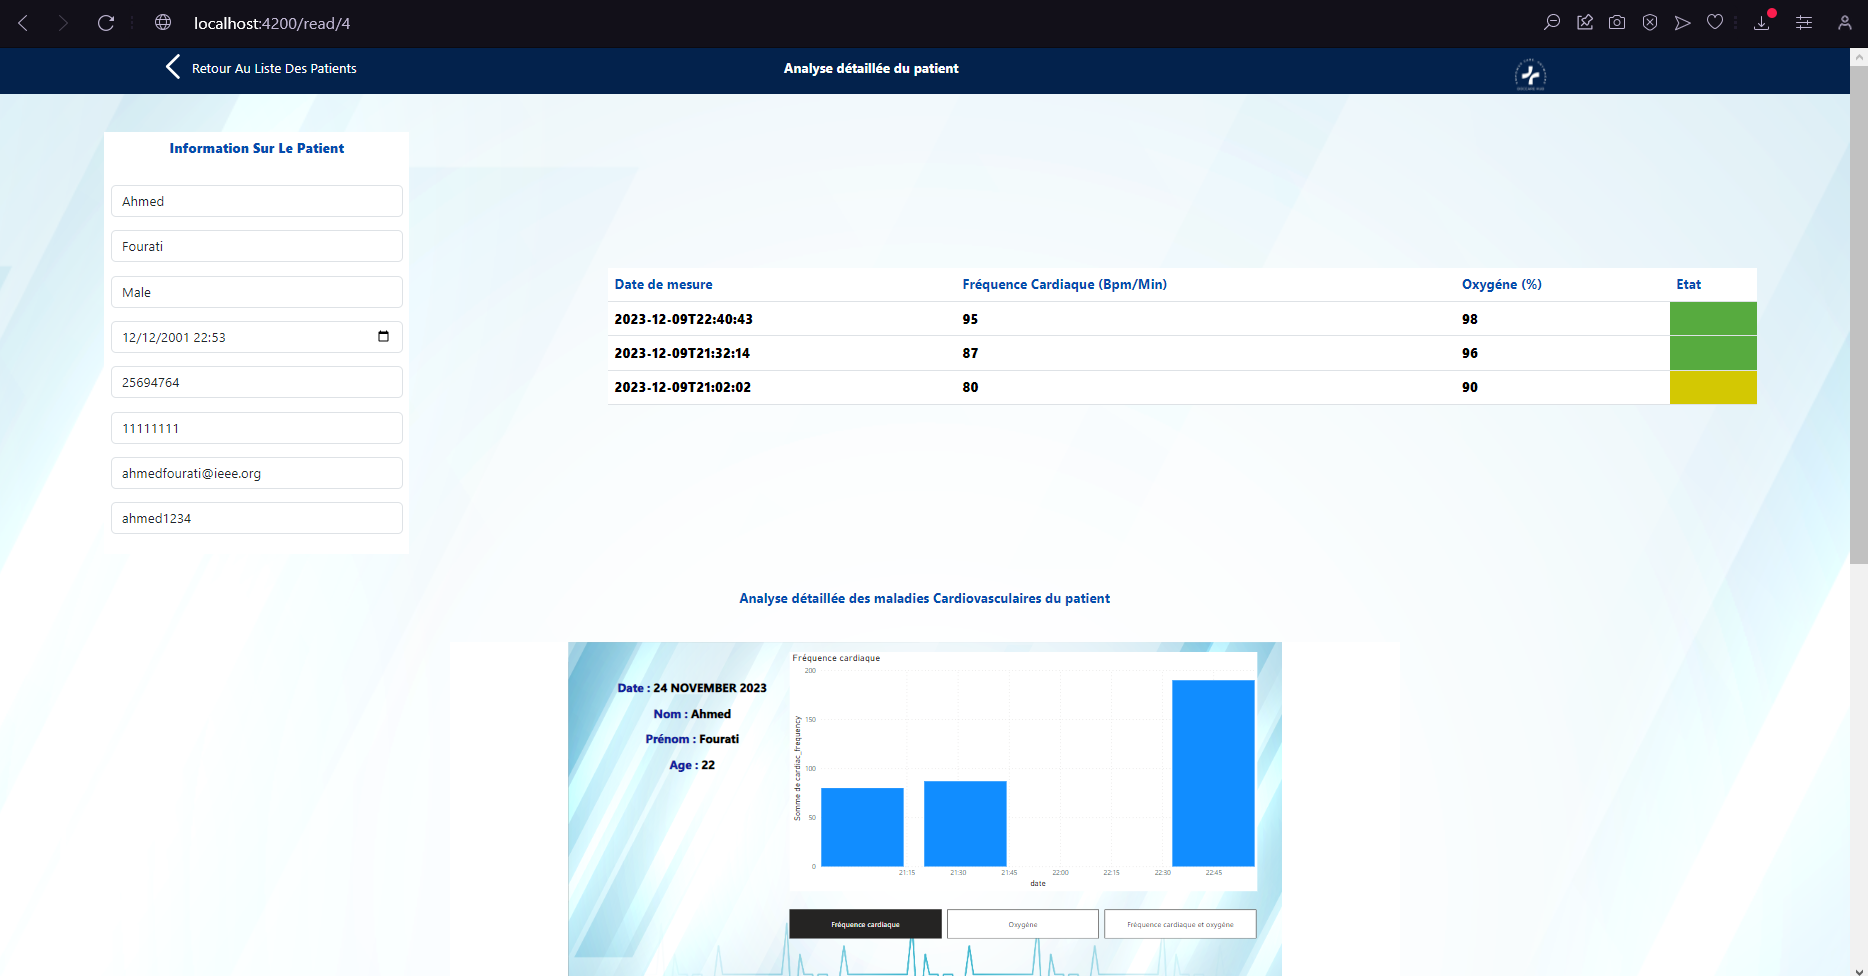 localhost:4200/read/4
Retour Au Liste Des Patients
Analyse détaillée du patient
Information Sur Le Patient
Ahmed
Fourati
Male
12/12/2001 22:53
25694764
11111111
ahmedfourati@ieee.org
ahmed1234
Date de mesure Fréquence Cardiaque (Bpm/Min) Oxygéne (%) Etat
2023-12-09T22:40:43 95 98
2023-12-09T21:32:14 87 96
2023-12-09T21:02:02 80 90
Analyse détaillée des maladies Cardiovasculaires du patient
Date : 24 NOVEMBER 2023
Nom : Ahmed
Prénom : Fourati
Age : 22
Fréquence cardiaque
Somme de cardiac_frequency
200
150
100
50
0
21:15 21:30 21:45 22:00 22:15 22:30 22:45
date
Fréquence cardiaque
Oxygène
Fréquence cardiaque et oxygène